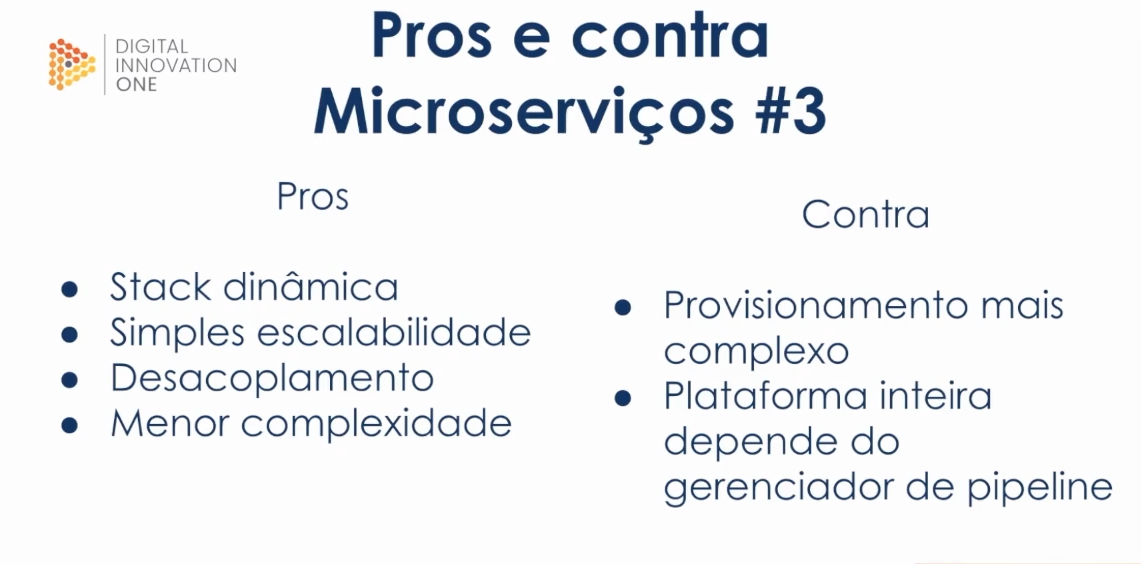 DIGITAL
INNOVATION
ONE
Pros e contra
Microserviços #3
Pros
● Stack dinâmica
● Simples escalabilidade
● Desacoplamento
● Menor complexidade
Contra
● Provisionamento mais
complexo
● Plataforma inteira
depende do
gerenciador de pipeline